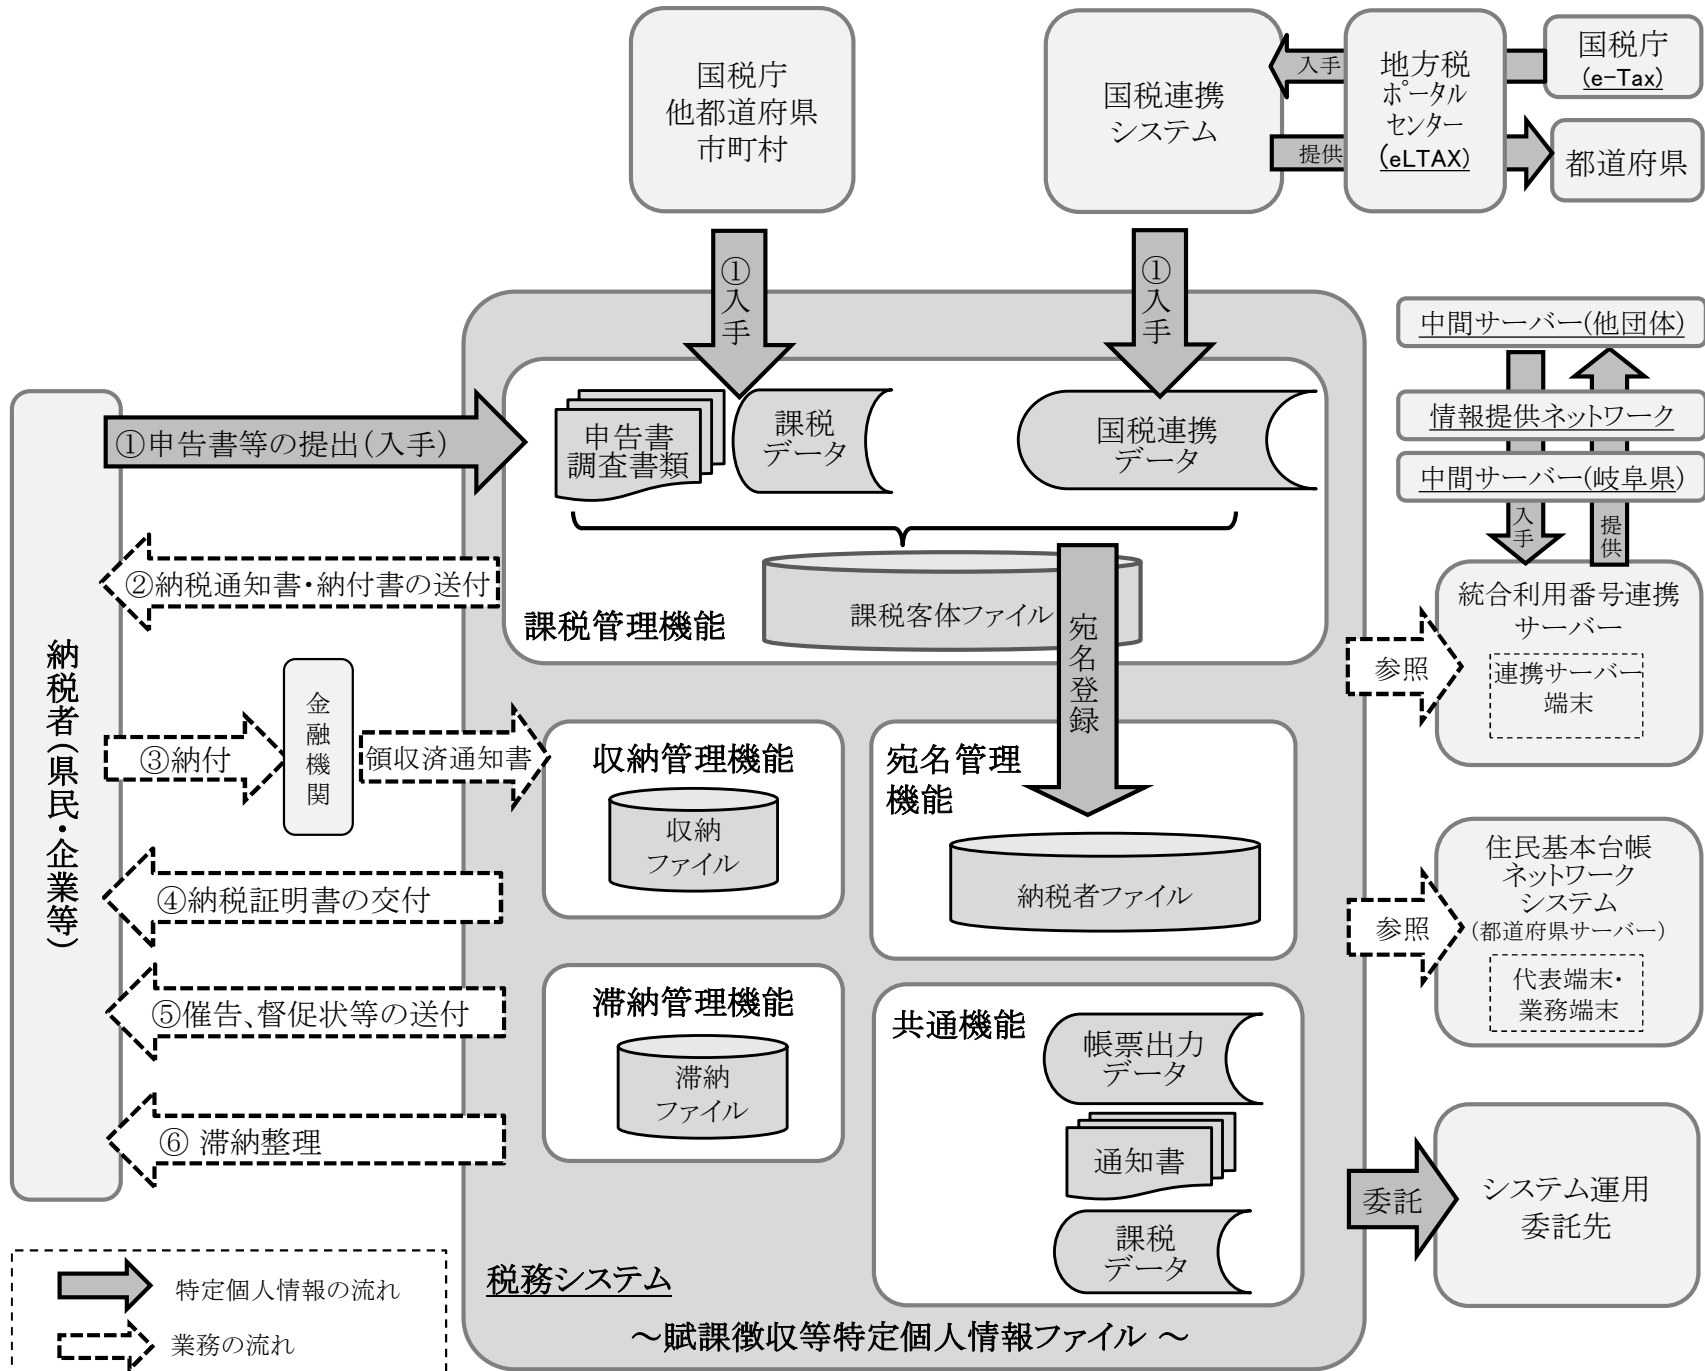 国税庁
他都道府県
市町村
国税連携
システム
入手
提供
地方税
ポータル
センター
(eLTAX)
国税庁
(e-Tax)
都道府県
①入手
①入手
中間サーバー(他団体)
情報提供ネットワーク
中間サーバー(岐阜県)
入手
提供
統合利用番号連携
サーバー
連携サーバー
端末
納税者(県民・企業等)
①申告書等の提出(入手)
申告書
調査書類
課税
データ
国税連携
データ
②納税通知書・納付書の送付
課税客体ファイル
課税管理機能
宛名登録
参照
③納付
金融機関
領収済通知書
収納管理機能
収納
ファイル
宛名管理
機能
納税者ファイル
④納税証明書の交付
参照
住民基本台帳
ネットワーク
システム
(都道府県サーバー)
代表端末・
業務端末
⑤催告、督促状等の送付
滞納管理機能
滞納
ファイル
共通機能
帳票出力
データ
通知書
課税
データ
⑥ 滞納整理
委託
システム運用
委託先
税務システム
～賦課徴収等特定個人情報ファイル ～
特定個人情報の流れ
業務の流れ